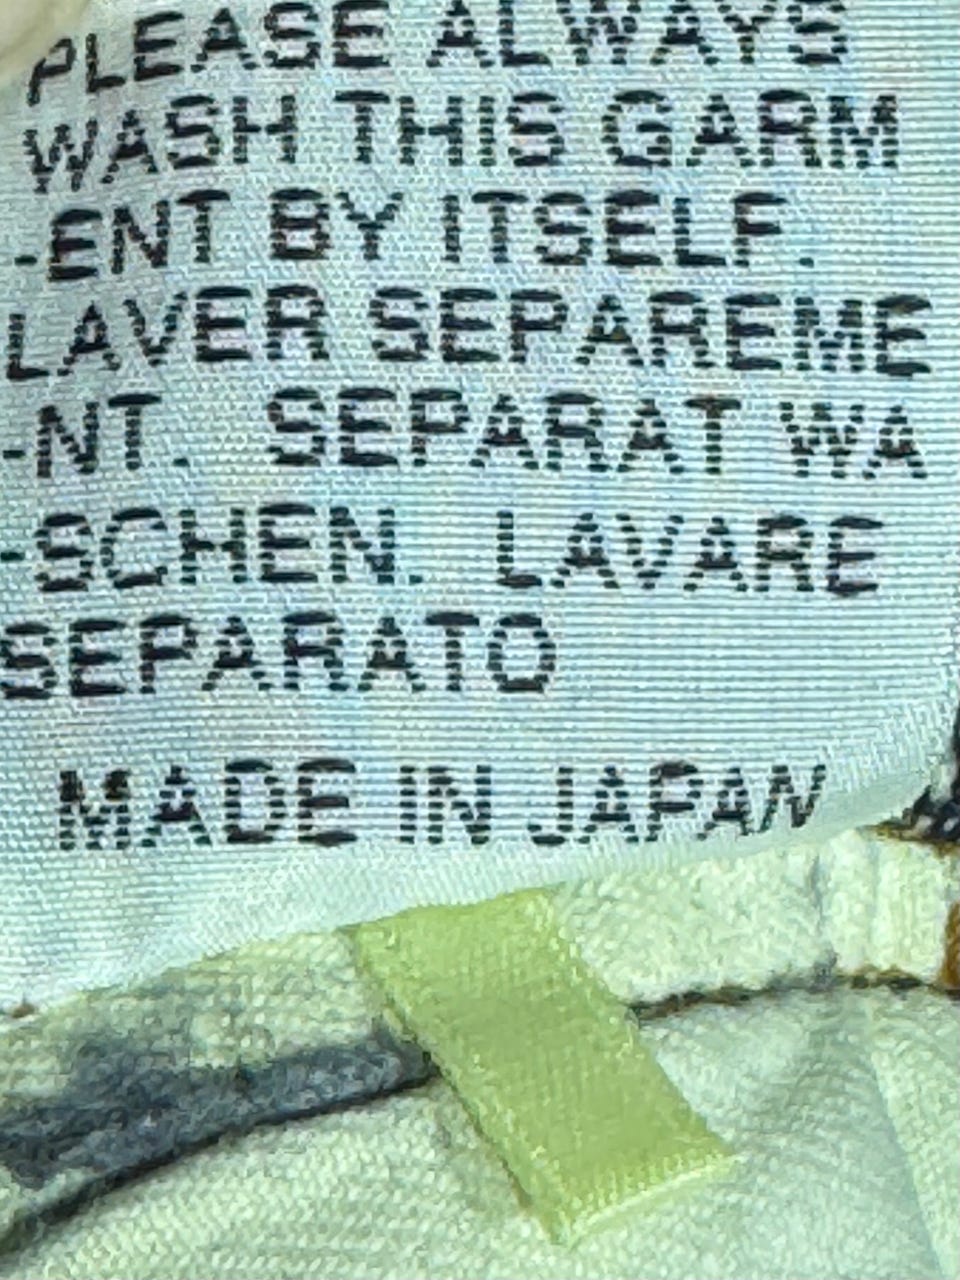 PLEASE ALWAYS
WASH THIS GARM
-ENT BY ITSELF.
LAVER SEPAREME
-NT. SEPARAT WA
-SCHEN. LAVARE
SEPARATO
MADE IN JAPAN